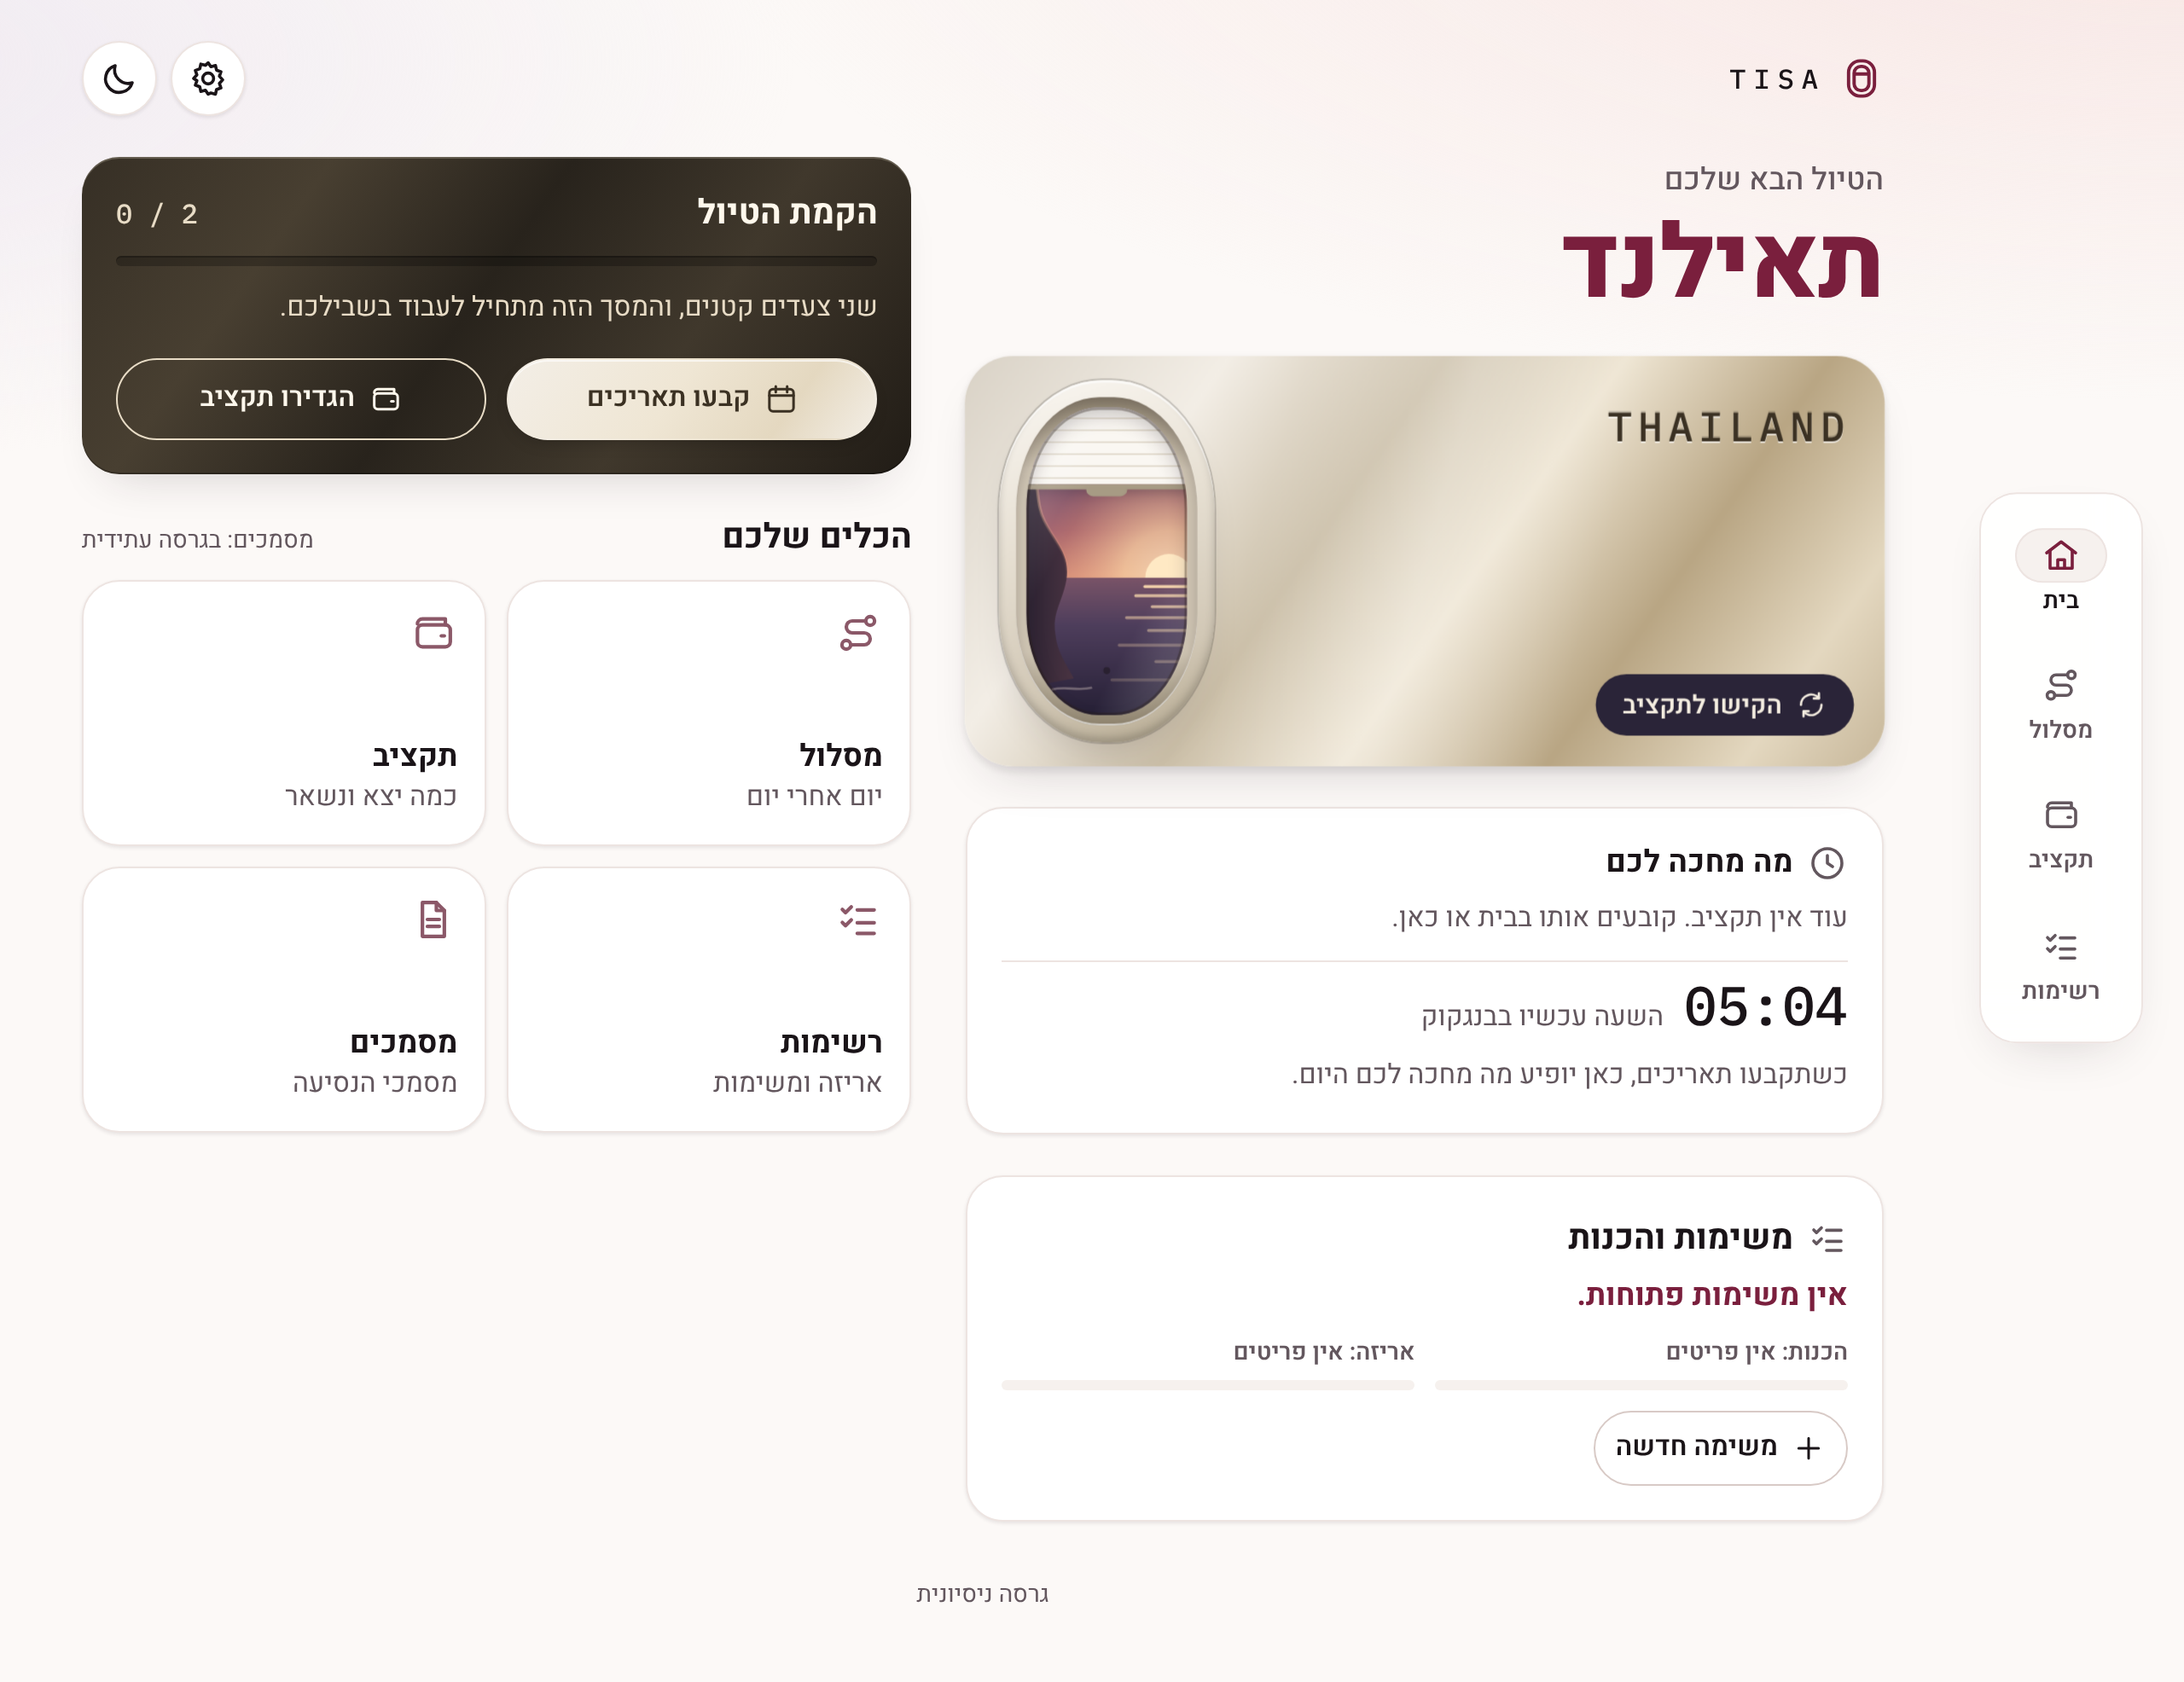 TISA
הטיול הבא שלכם
תאילנד
THAILAND
הקישו לתקציב
מה מחכה לכם
עוד אין תקציב. קובעים אותו בבית או כאן.
05:04 השעה עכשיו בבנגקוק
כשתקבעו תאריכים, כאן יופיע מה מחכה לכם היום.
משימות והכנות
אין משימות פתוחות.
הכנות: אין פריטים
אריזה: אין פריטים
משימה חדשה
הקמת הטיול
0 / 2
שני צעדים קטנים, והמסך הזה מתחיל לעבוד בשבילכם.
קבעו תאריכים
הגדירו תקציב
הכלים שלכם
מסמכים: בגרסה עתידית
מסלול
יום אחרי יום
תקציב
כמה יצא ונשאר
רשימות
אריזה ומשימות
מסמכים
מסמכי הנסיעה
בית
מסלול
תקציב
רשימות
גרסה ניסיונית